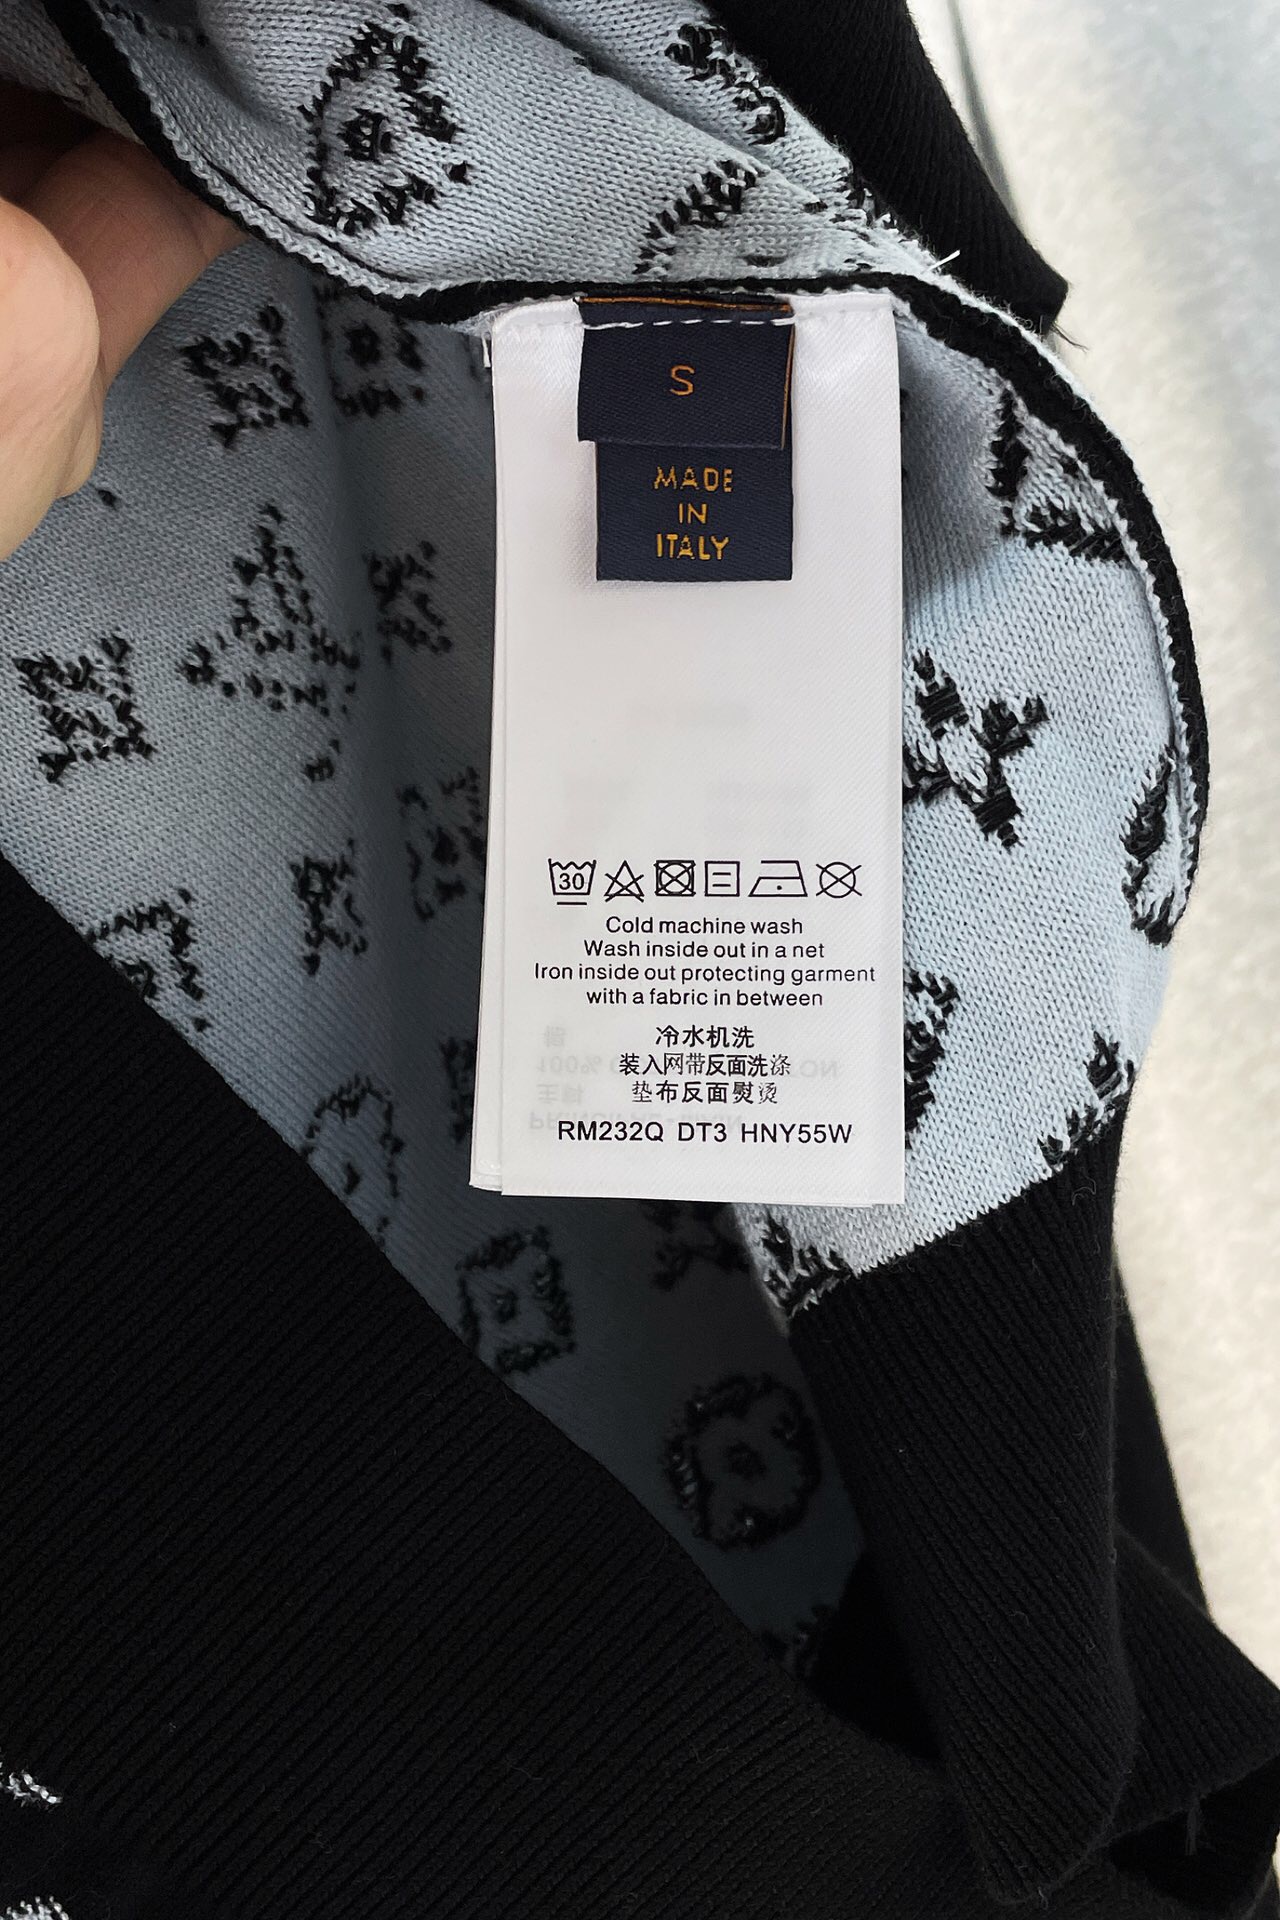 S
MADE
IN
ITALY
30
Cold machine wash
Wash inside out in a net
Iron inside out protecting garment
with a fabric in between
冷水机洗
装入网带反面洗涤
垫布反面熨烫
RM232Q DT3 HNY55W